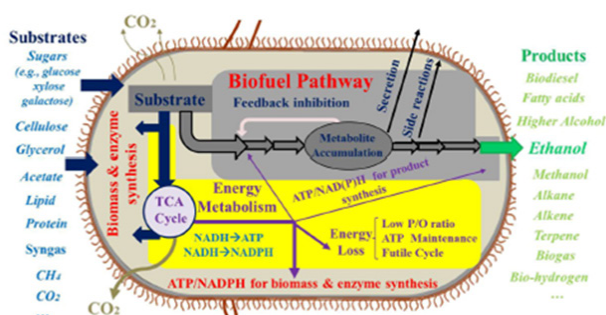 CO2
Substrates
Sugars
(e.g., glucose
xylose
galactose)
Cellulose
Glycerol
Acetate
Lipid
Protein
Syngas
CH4
CO2
...
Biofuel Pathway
Substrate
Feedback inhibition
Metabolite
Accumulation
Secretion
Side reactions
Biomass & enzyme
synthesis
TCA
Cycle
Energy
Metabolism
NADH→ATP
NADH→NADPH
ATP/NAD(P)H for product
synthesis
Energy
Loss
Low P/O ratio
ATP Maintenance
Futile Cycle
ATP/NADPH for biomass & enzyme synthesis
CO2
Products
Biodiesel
Fatty acids
Higher Alcohol
Ethanol
Methanol
Alkane
Alkene
Terpene
Biogas
Bio-hydrogen
...